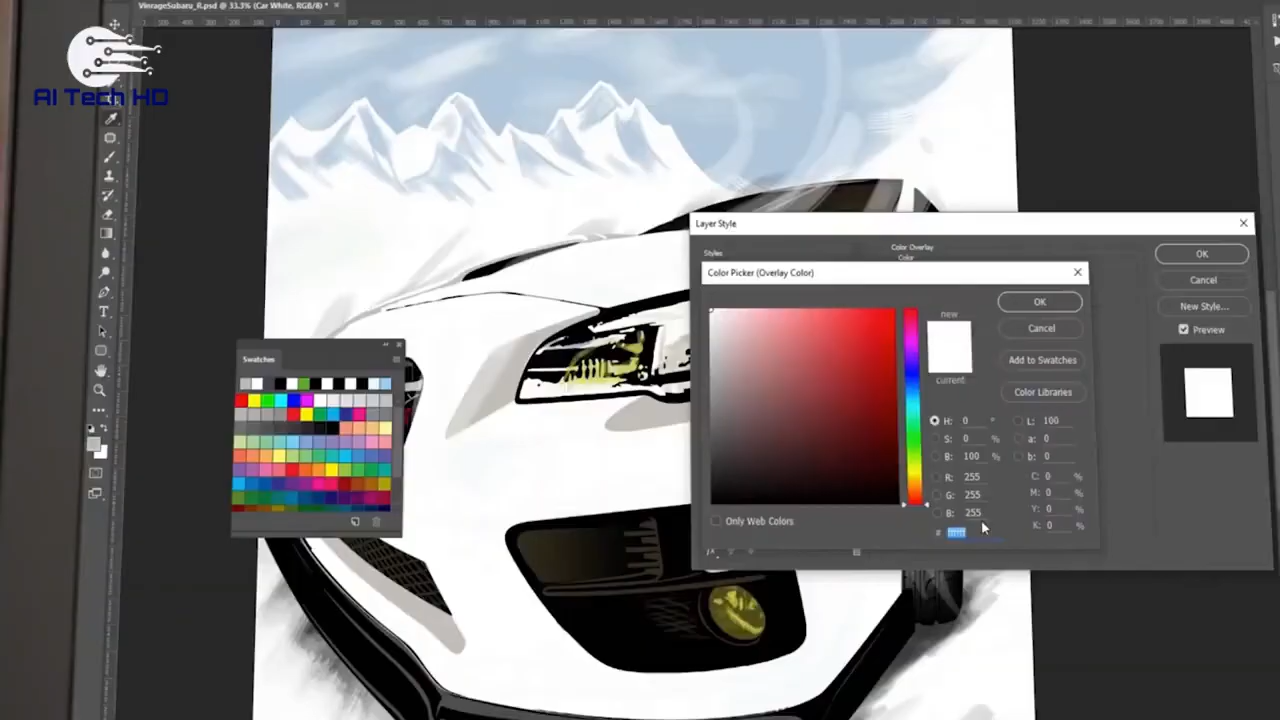 VinrageSubaru_R.psd @ 33.3% (Car White, RGB/8) *
AI Tech HD
Layer Style
Styles
Color Overlay
Color
OK
Cancel
New Style...
Preview
Color Picker (Overlay Color)
new
current
OK
Cancel
Add to Swatches
Color Libraries
H: 0 °
S: 0 %
B: 100 %
R: 255
G: 255
B: 255
#
L: 100
a: 0
b: 0
C: 0 %
M: 0 %
Y: 0 %
K: 0 %
Only Web Colors
Swatches